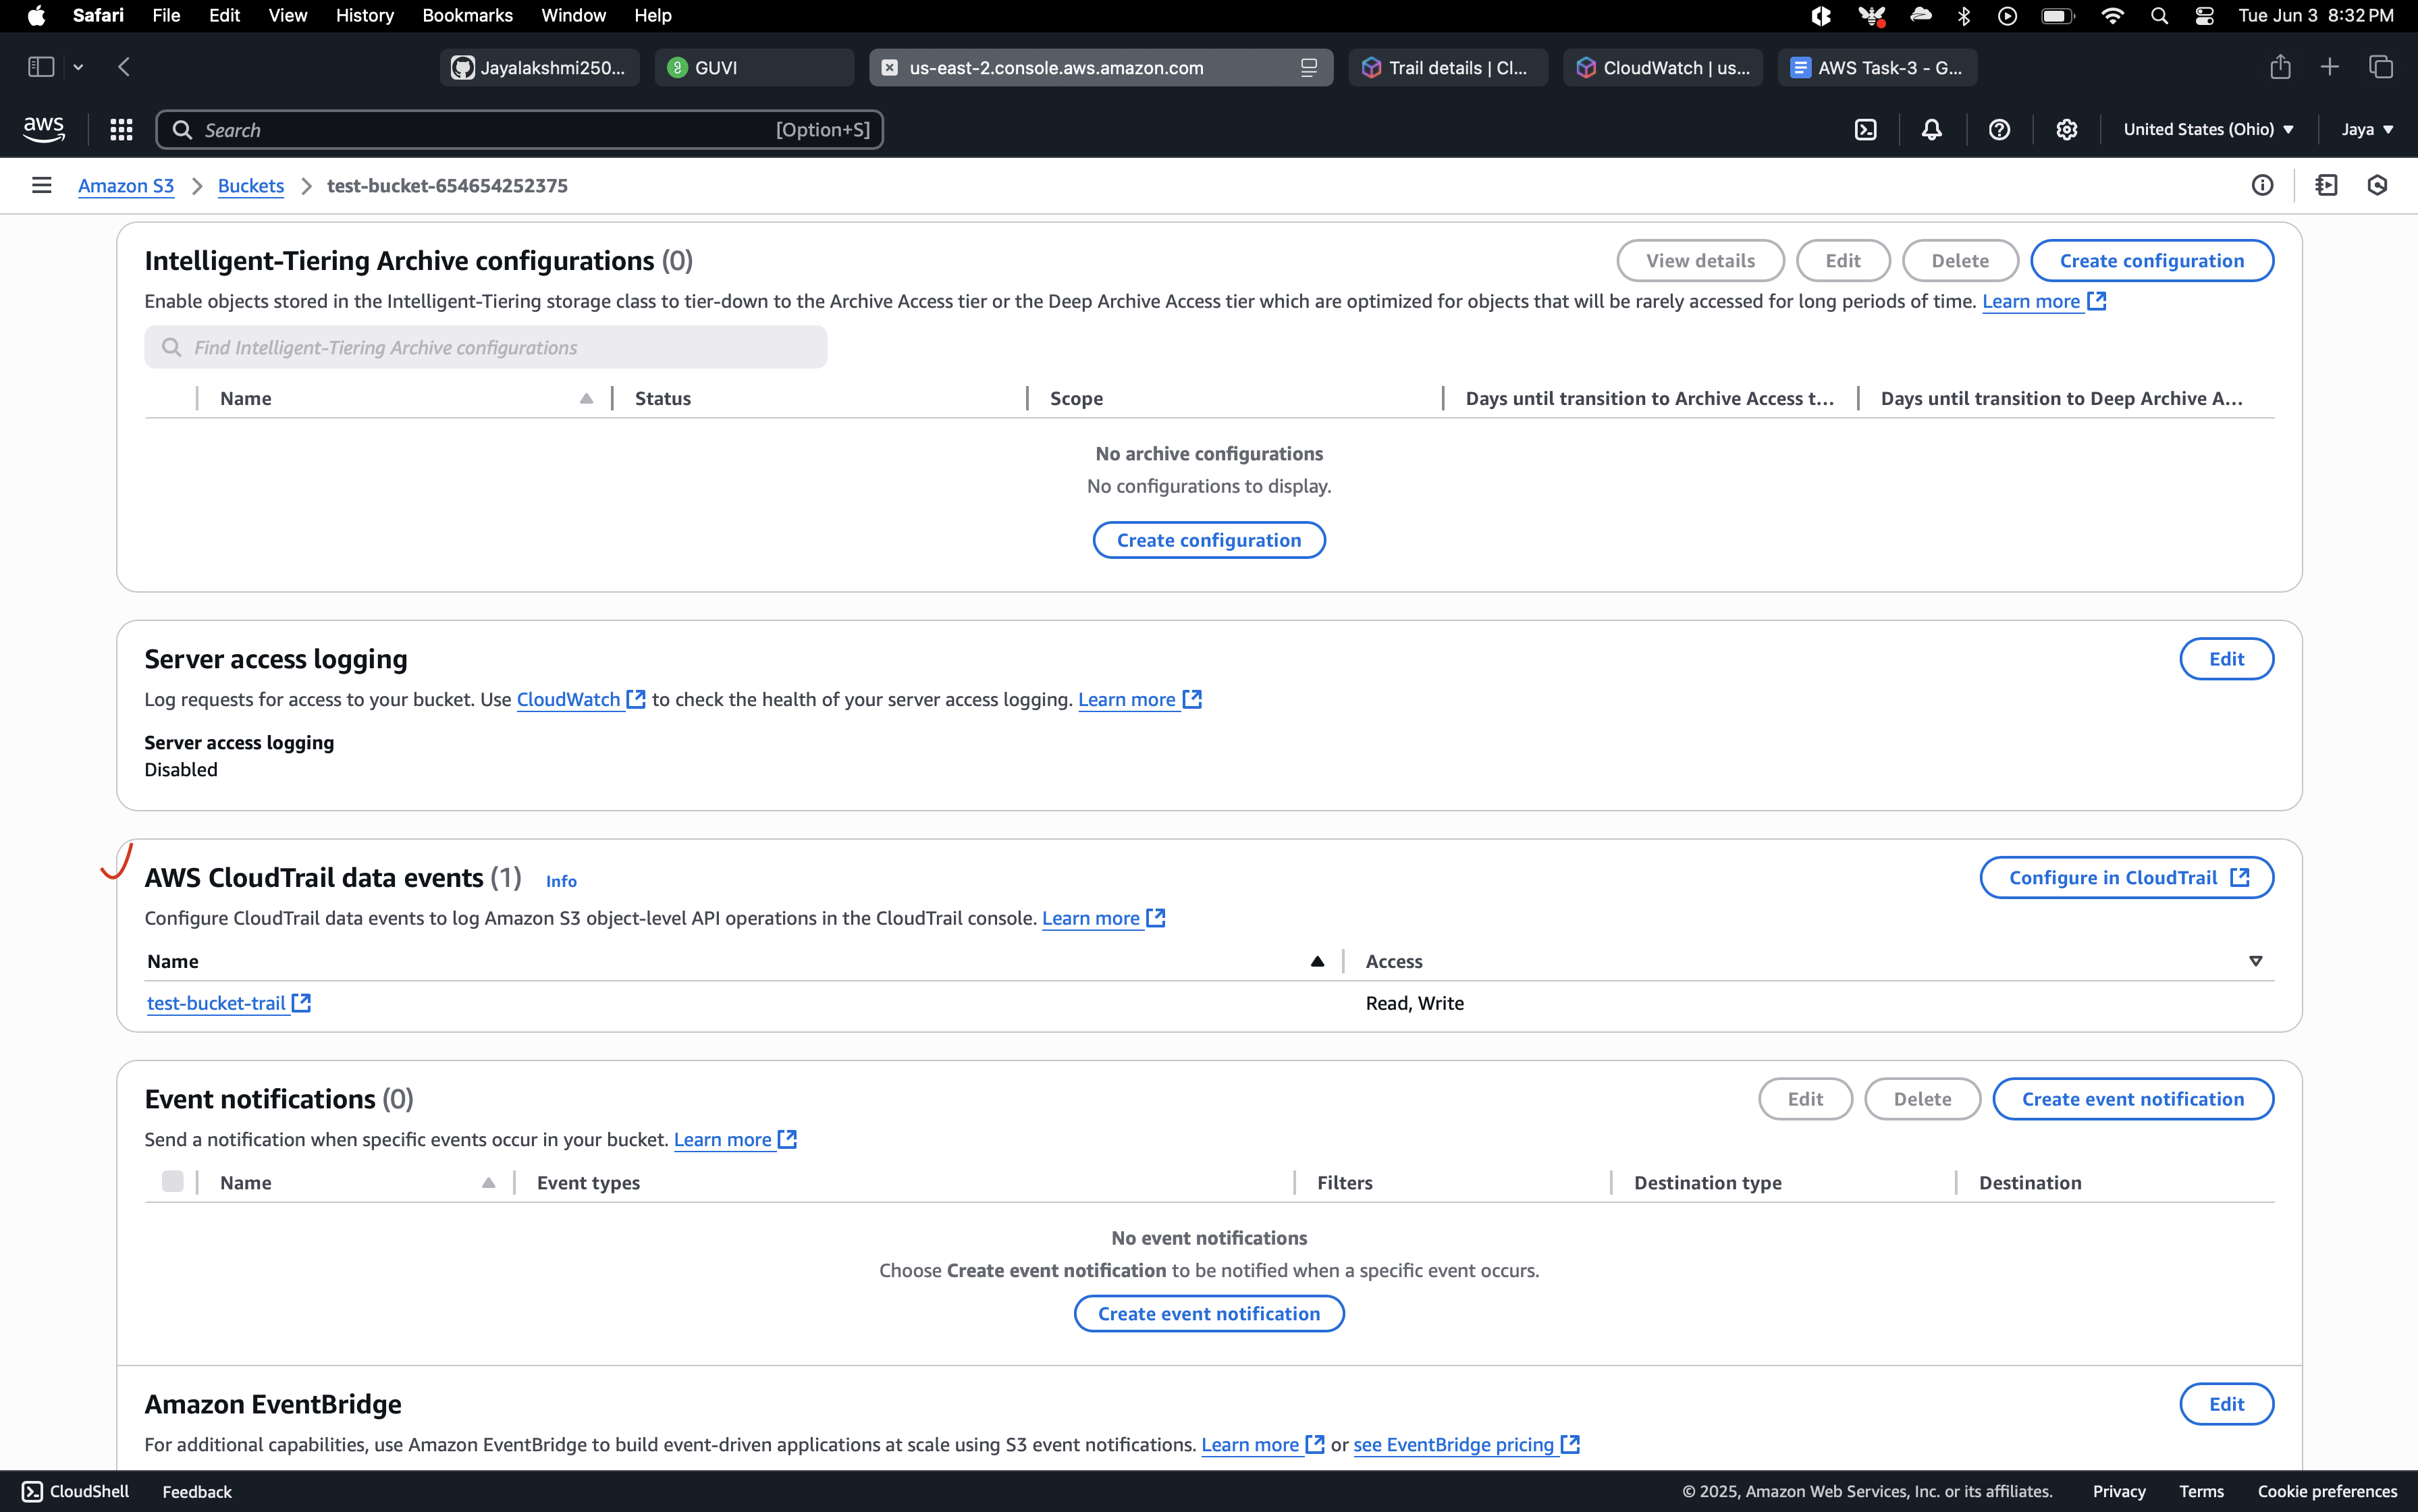 Safari File Edit View History Bookmarks Window Help Tue Jun 3 8:32 PM
Jayalakshmi250... GUVI us-east-2.console.aws.amazon.com Trail details | Cl... CloudWatch | us... AWS Task-3 - G...
aws Search [Option+S] United States (Ohio) Jaya
Amazon S3 > Buckets > test-bucket-654654252375
Intelligent-Tiering Archive configurations (0) View details Edit Delete Create configuration
Enable objects stored in the Intelligent-Tiering storage class to tier-down to the Archive Access tier or the Deep Archive Access tier which are optimized for objects that will be rarely accessed for long periods of time. Learn more
Find Intelligent-Tiering Archive configurations
Name Status Scope Days until transition to Archive Access t... Days until transition to Deep Archive A...
No archive configurations
No configurations to display.
Create configuration
Server access logging Edit
Log requests for access to your bucket. Use CloudWatch to check the health of your server access logging. Learn more
Server access logging
Disabled
AWS CloudTrail data events (1) Info Configure in CloudTrail
Configure CloudTrail data events to log Amazon S3 object-level API operations in the CloudTrail console. Learn more
Name Access
test-bucket-trail Read, Write
Event notifications (0) Edit Delete Create event notification
Send a notification when specific events occur in your bucket. Learn more
Name Event types Filters Destination type Destination
No event notifications
Choose Create event notification to be notified when a specific event occurs.
Create event notification
Amazon EventBridge Edit
For additional capabilities, use Amazon EventBridge to build event-driven applications at scale using S3 event notifications. Learn more or see EventBridge pricing
CloudShell Feedback © 2025, Amazon Web Services, Inc. or its affiliates. Privacy Terms Cookie preferences